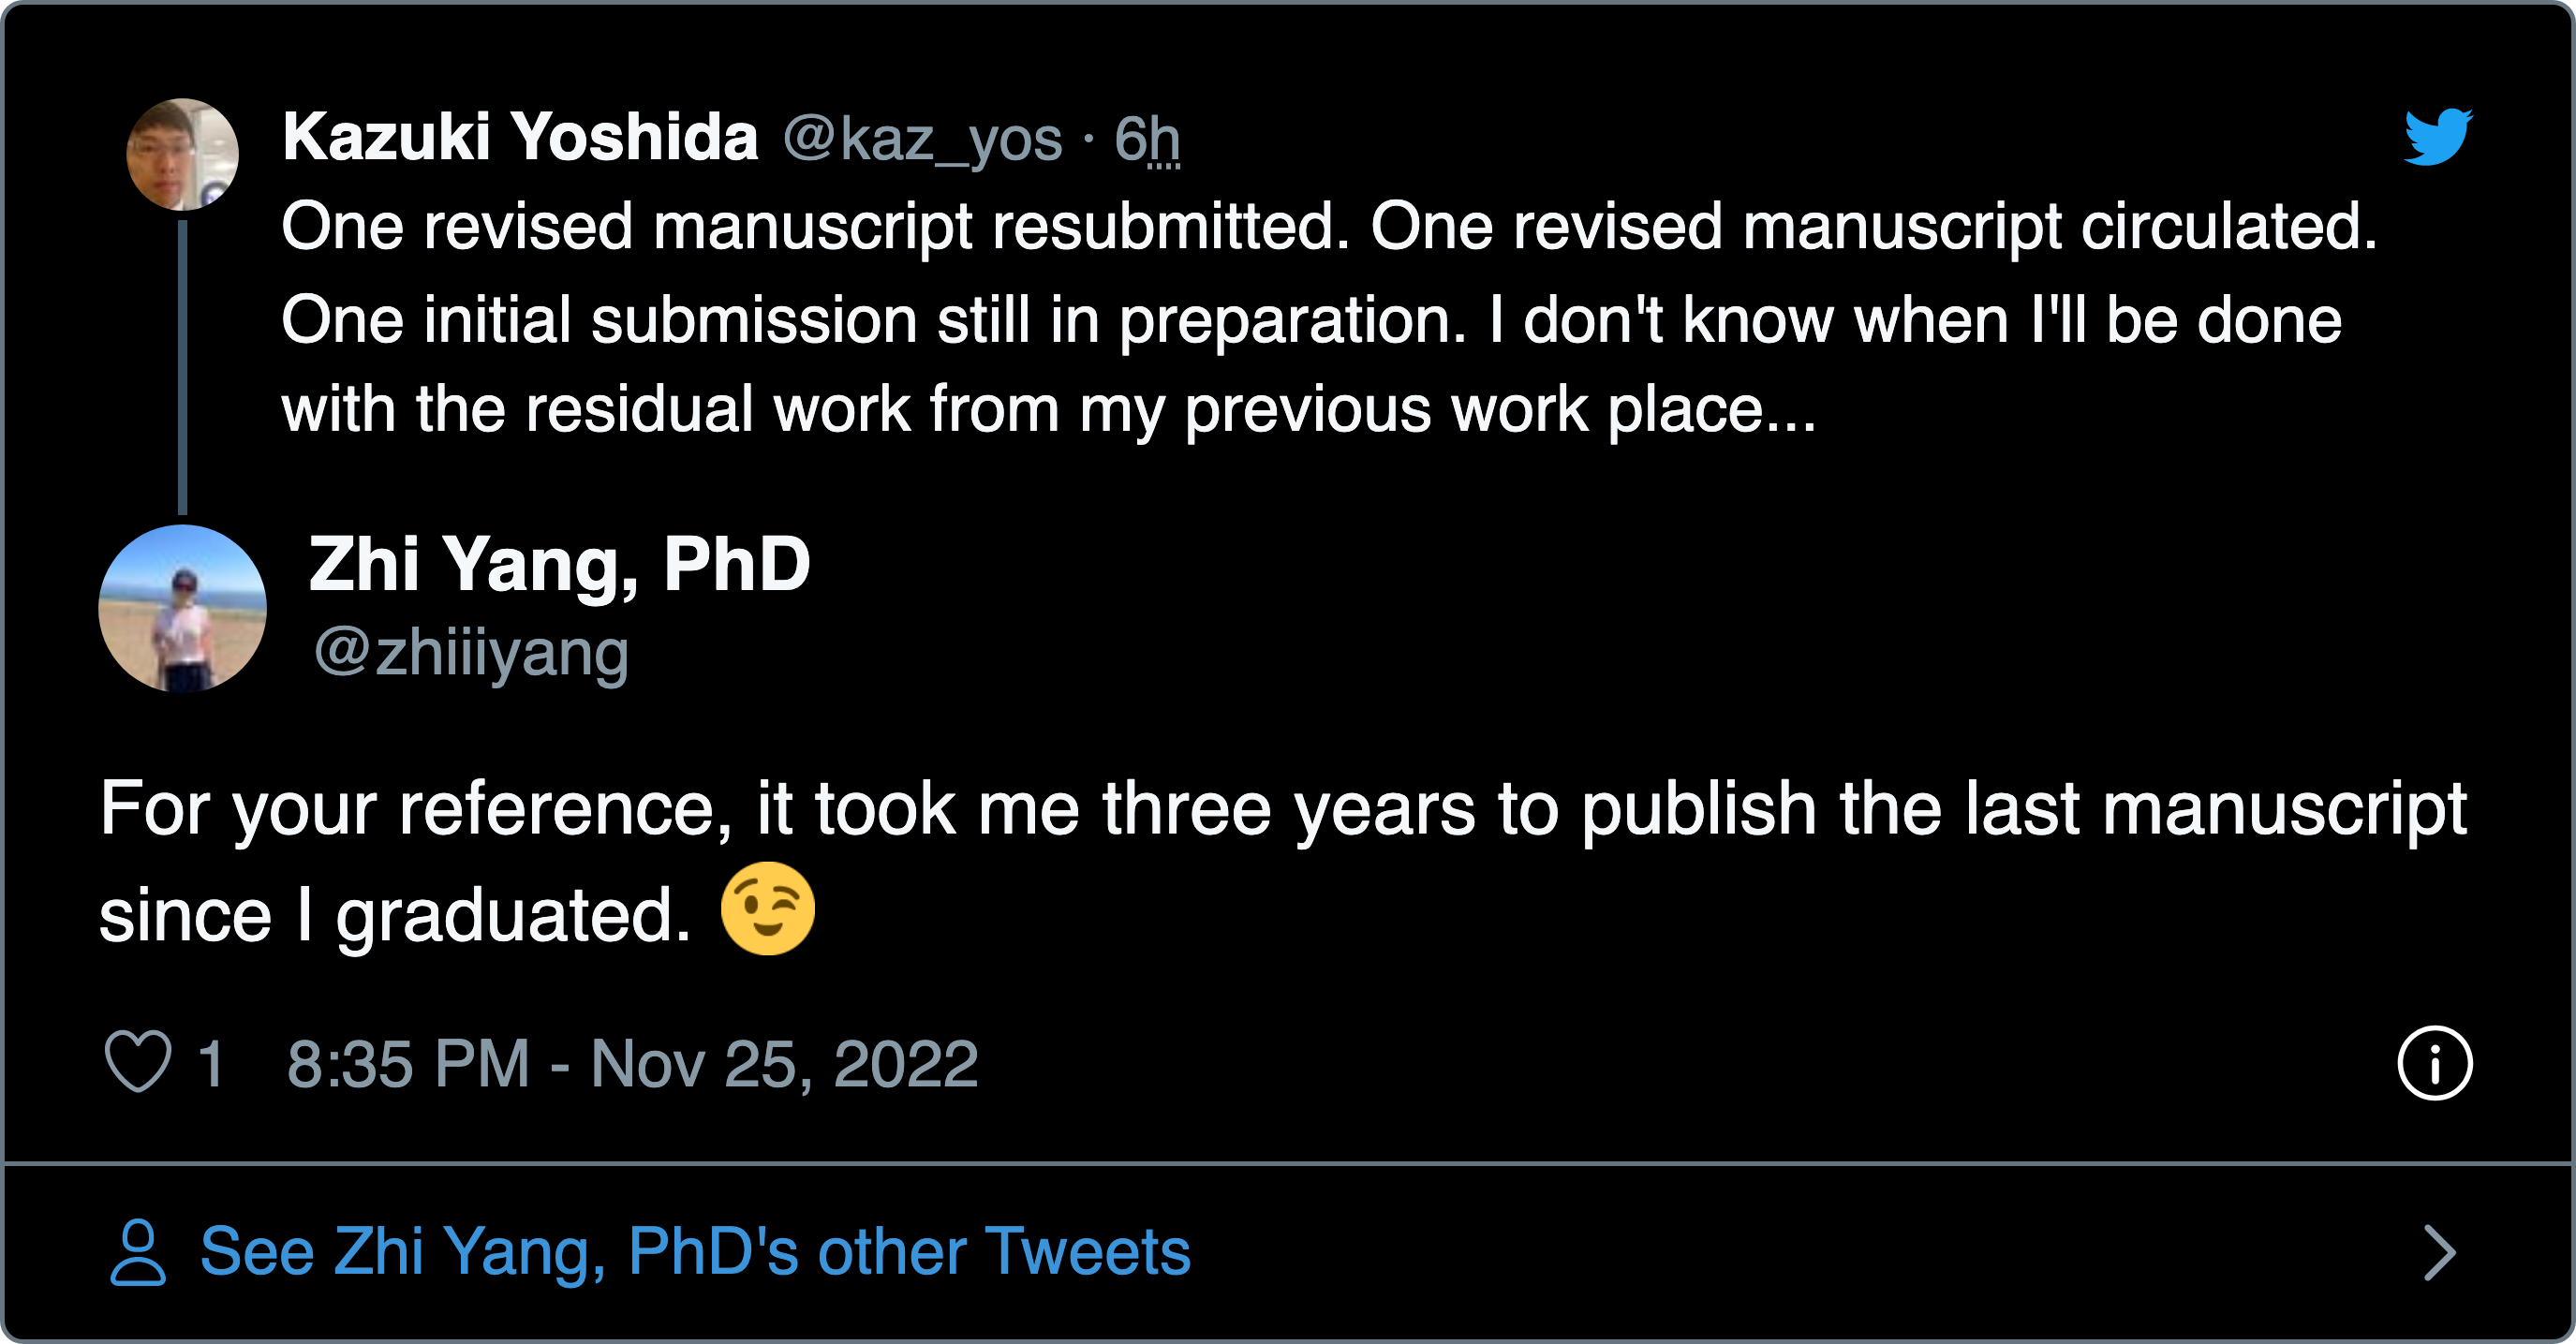 Kazuki Yoshida @kaz_yos · 6h
One revised manuscript resubmitted. One revised manuscript circulated.
One initial submission still in preparation. I don't know when I'll be done
with the residual work from my previous work place...
Zhi Yang, PhD
@zhiiiyang
For your reference, it took me three years to publish the last manuscript
since I graduated. 😉
1 8:35 PM - Nov 25, 2022
See Zhi Yang, PhD's other Tweets